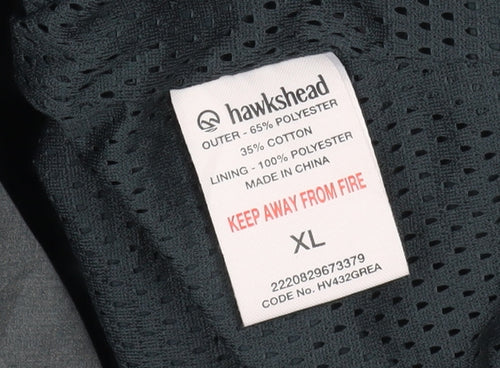 hawkshead
OUTER - 65% POLYESTER
35% COTTON
LINING - 100% POLYESTER
MADE IN CHINA
KEEP AWAY FROM FIRE
XL
2220829673379
CODE No. HV432GREA